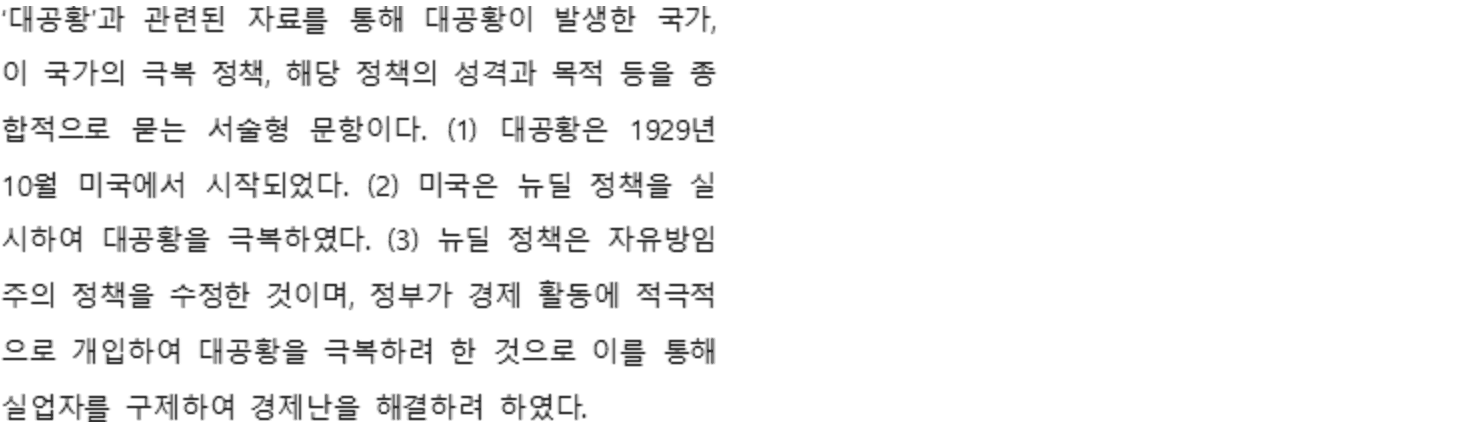 '대공황'과 관련된 자료를 통해 대공황이 발생한 국가,
이 국가의 극복 정책, 해당 정책의 성격과 목적 등을 종
합적으로 묻는 서술형 문항이다. (1) 대공황은 1929년
10월 미국에서 시작되었다. (2) 미국은 뉴딜 정책을 실
시하여 대공황을 극복하였다. (3) 뉴딜 정책은 자유방임
주의 정책을 수정한 것이며, 정부가 경제 활동에 적극적
으로 개입하여 대공황을 극복하려 한 것으로 이를 통해
실업자를 구제하여 경제난을 해결하려 하였다.